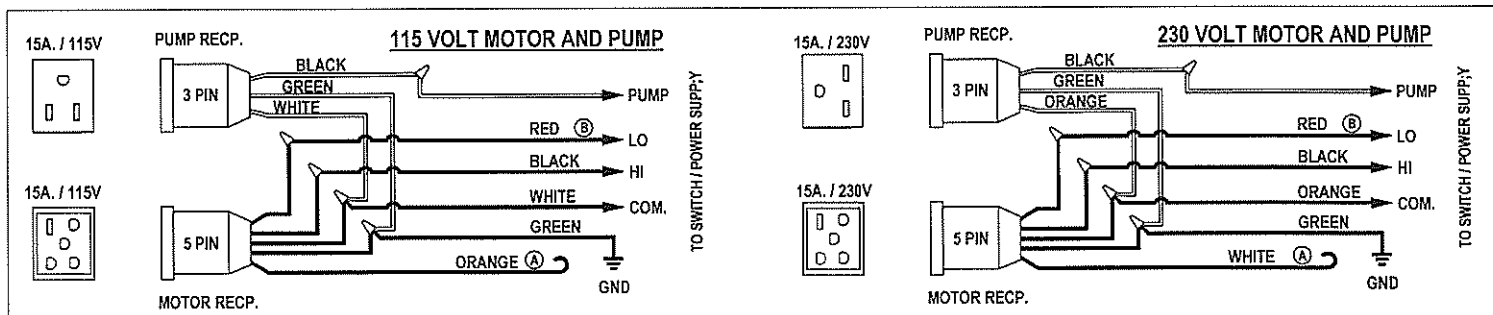 115 VOLT MOTOR AND PUMP
15A. / 115V
PUMP RECP.
3 PIN
BLACK
GREEN
WHITE
PUMP
RED Ⓑ
LO
BLACK
HI
WHITE
COM.
GREEN
GND
ORANGE Ⓐ
15A. / 115V
5 PIN
MOTOR RECP.
TO SWITCH / POWER SUPP;Y
230 VOLT MOTOR AND PUMP
15A. / 230V
PUMP RECP.
3 PIN
BLACK
GREEN
ORANGE
PUMP
RED Ⓑ
LO
BLACK
HI
ORANGE
COM.
GREEN
GND
WHITE Ⓐ
15A. / 230V
5 PIN
MOTOR RECP.
TO SWITCH / POWER SUPP;Y